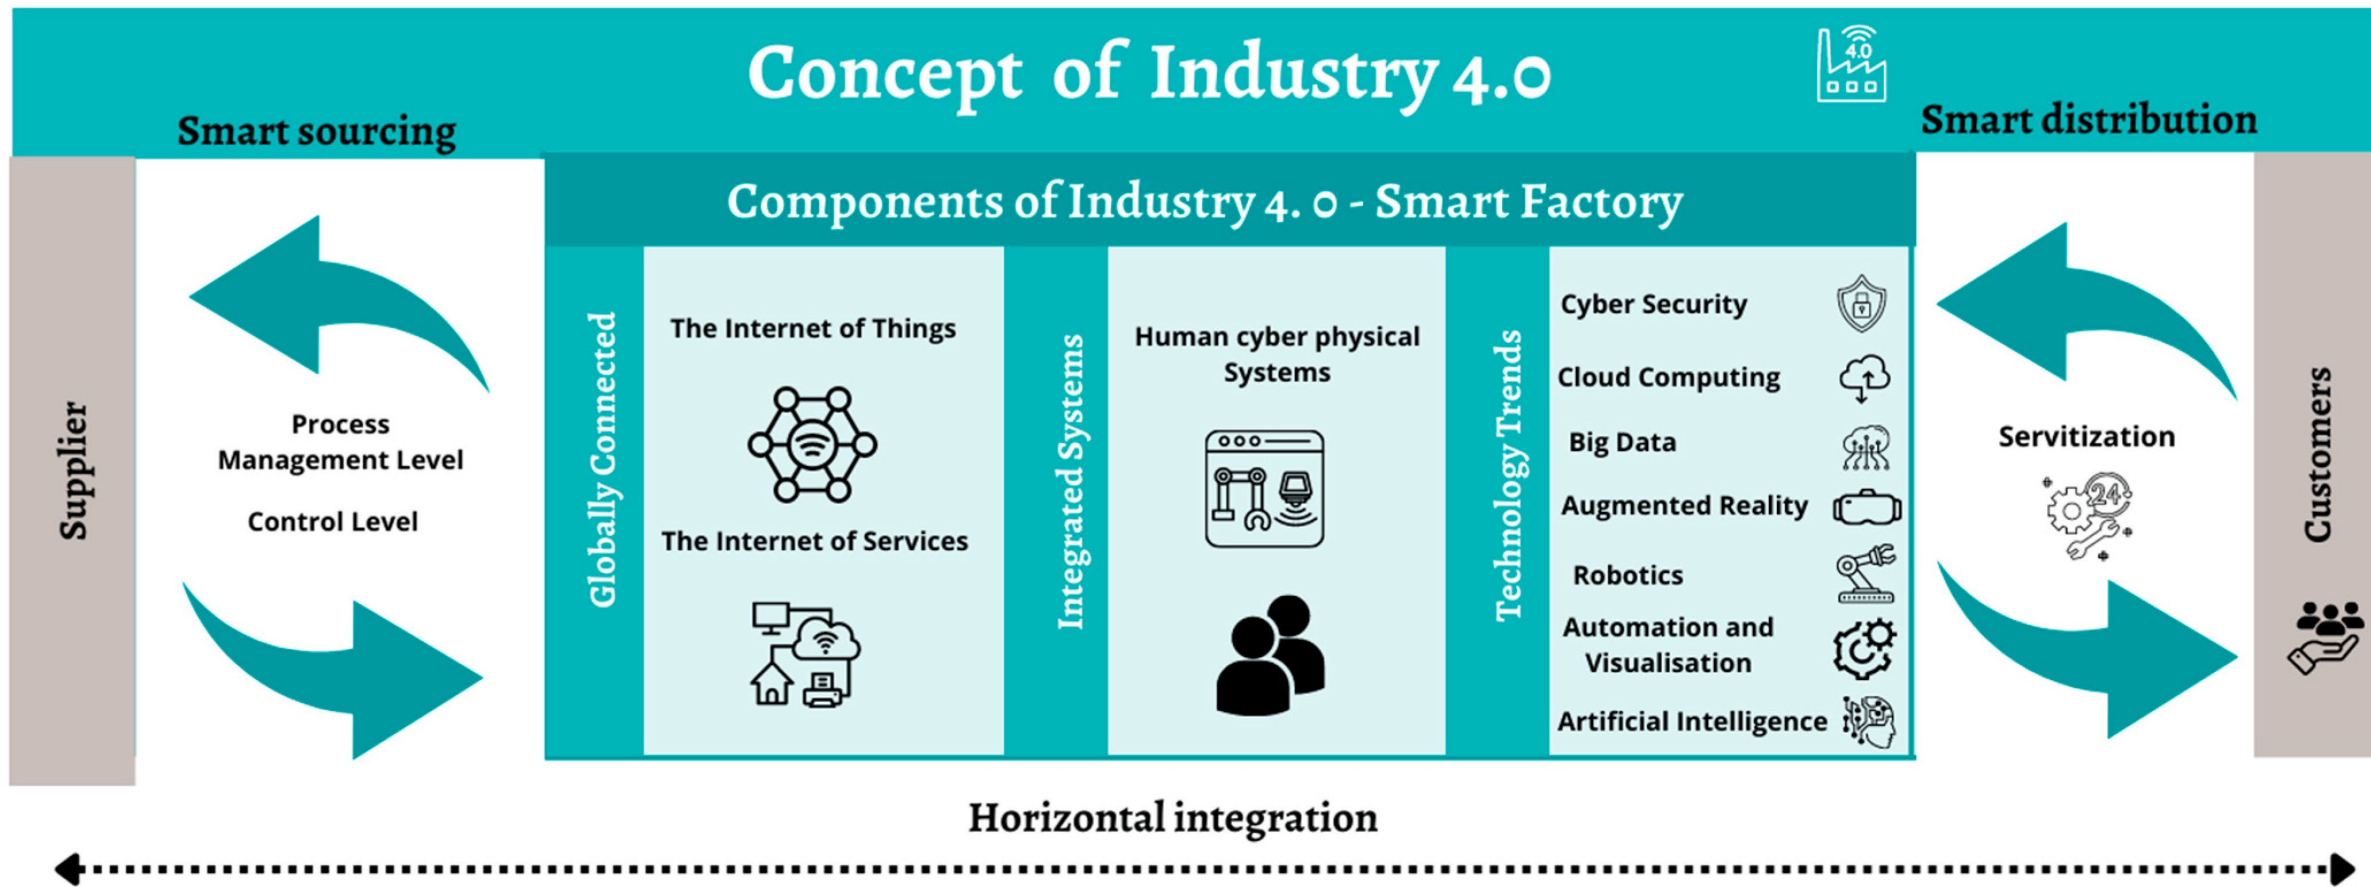 Concept of Industry 4.0
4.0
Smart sourcing
Smart distribution
Components of Industry 4. 0 - Smart Factory
Supplier
Process
Management Level
Control Level
Globally Connected
The Internet of Things
The Internet of Services
Integrated Systems
Human cyber physical
Systems
Technology Trends
Cyber Security
Cloud Computing
Big Data
Augmented Reality
Robotics
Automation and
Visualisation
Artificial Intelligence
Servitization
24
Customers
Horizontal integration